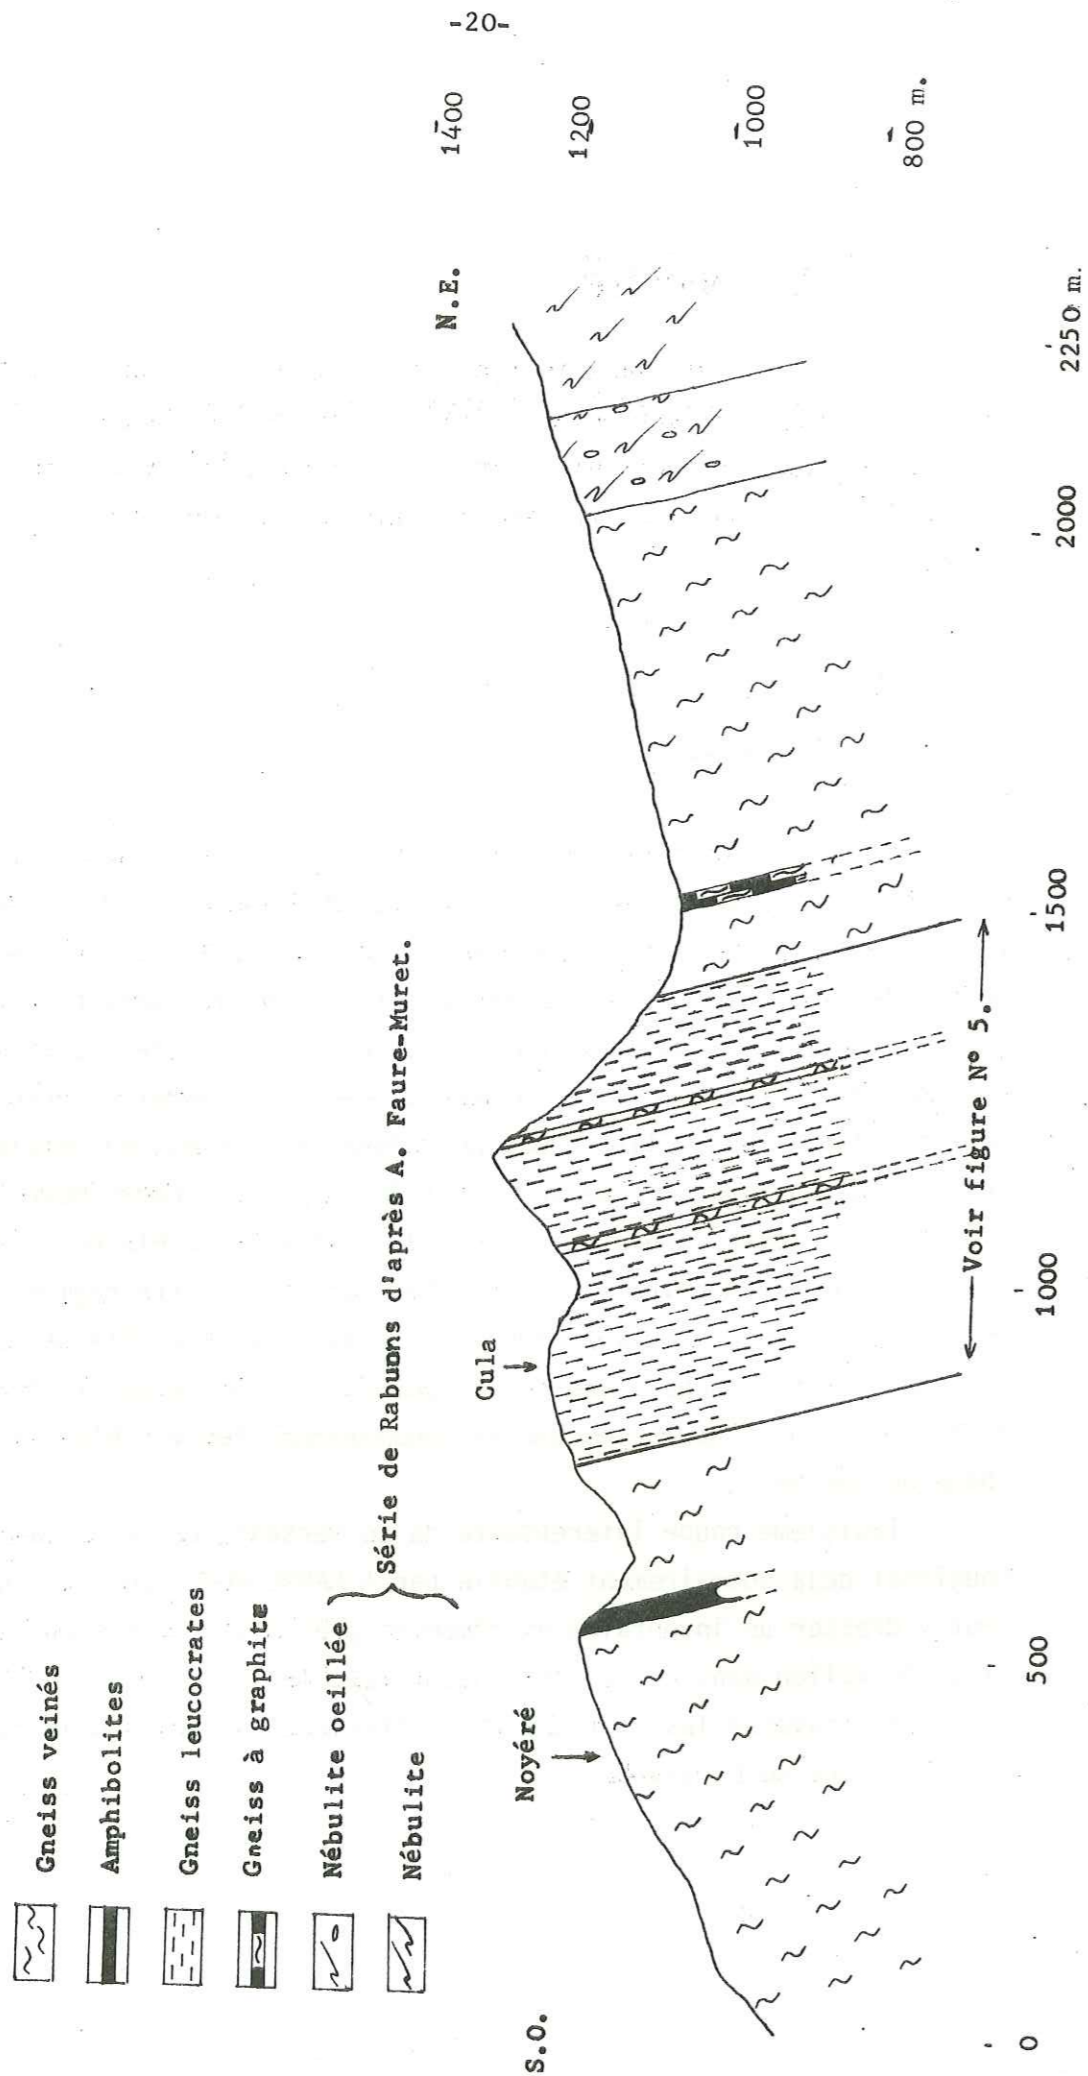 -20-
Gneiss veinés
Amphibolites
Gneiss leucocrates
Gneiss à graphite
Nébulite oeillée
Nébulite
Série de Rabuons d'après A. Faure-Muret.
S.O.
Noyéré
Cula
N.E.
1400
1200
1000
800 m.
Voir figure N° 5.
0
500
1000
1500
2000
2250 m.